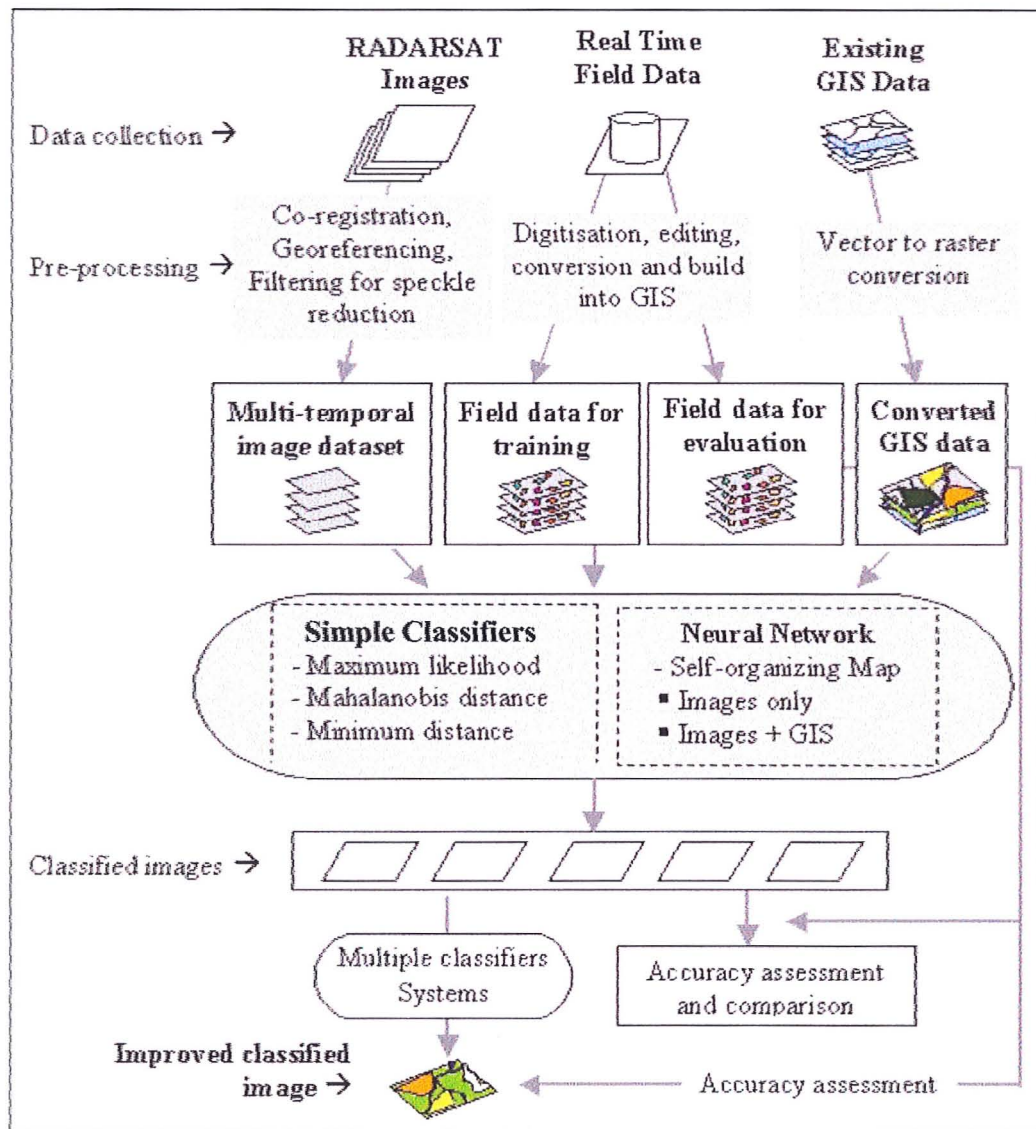 RADARSAT
Images
Real Time
Field Data
Existing
GIS Data
Data collection →
Pre-processing →
Co-registration,
Georeferencing,
Filtering for speckle
reduction
Digitisation, editing,
conversion and build
into GIS
Vector to raster
conversion
Multi-temporal
image dataset
Field data for
training
Field data for
evaluation
Converted
GIS data
Simple Classifiers
- Maximum likelihood
- Mahalanobis distance
- Minimum distance
Neural Network
- Self-organizing Map
▪ Images only
▪ Images + GIS
Classified images →
Multiple classifiers
Systems
Accuracy assessment
and comparison
Improved classified
image →
Accuracy assessment